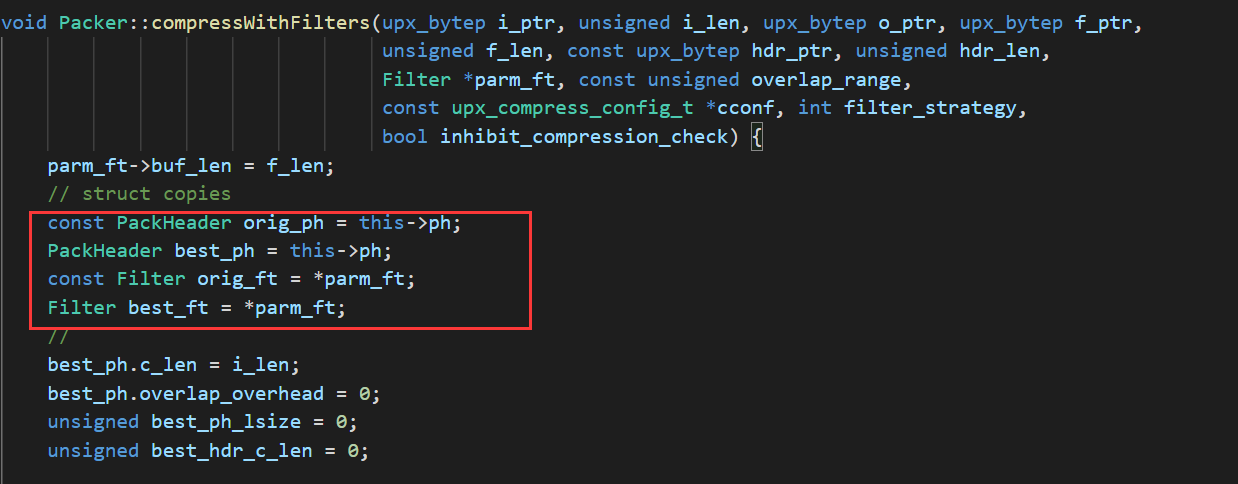 void Packer::compressWithFilters(upx_bytep i_ptr, unsigned i_len, upx_bytep o_ptr, upx_bytep f_ptr,
unsigned f_len, const upx_bytep hdr_ptr, unsigned hdr_len,
Filter *parm_ft, const unsigned overlap_range,
const upx_compress_config_t *cconf, int filter_strategy,
bool inhibit_compression_check) {
parm_ft->buf_len = f_len;
// struct copies
const PackHeader orig_ph = this->ph;
PackHeader best_ph = this->ph;
const Filter orig_ft = *parm_ft;
Filter best_ft = *parm_ft;
//
best_ph.c_len = i_len;
best_ph.overlap_overhead = 0;
unsigned best_ph_lsize = 0;
unsigned best_hdr_c_len = 0;